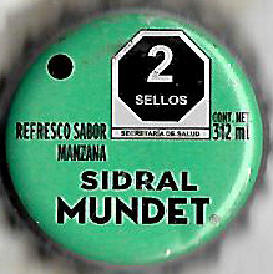 2
SELLOS
SECRETARÍA DE SALUD
REFRESCO SABOR
MANZANA
CONT. NET.
312 ml
SIDRAL
MUNDET®